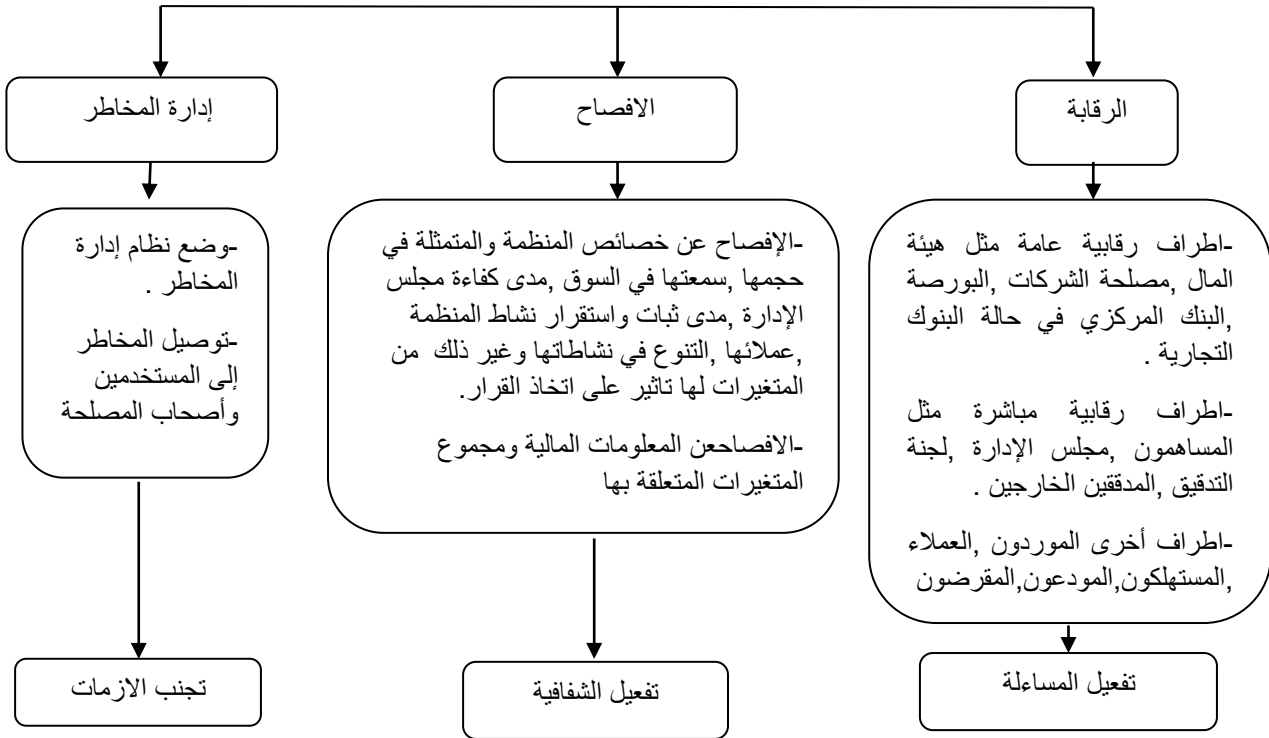 الرقابة
الافصاح
إدارة المخاطر
-اطراف رقابية عامة مثل هيئة
المال ,مصلحة الشركات ,البورصة
,البنك المركزي في حالة البنوك
التجارية .
-اطراف رقابية مباشرة مثل
المساهمون ,مجلس الإدارة ,لجنة
التدقيق ,المدققين الخارجين .
-اطراف أخرى الموردون ,العملاء
,المستهلكون,المودعون,المقرضون
-الإفصاح عن خصائص المنظمة والمتمثلة في
حجمها ,سمعتها في السوق ,مدى كفاءة مجلس
الإدارة ,مدى ثبات واستقرار نشاط المنظمة
,عملائها ,التنوع في نشاطاتها وغير ذلك من
المتغيرات لها تاثير على اتخاذ القرار.
-الافصاحعن المعلومات المالية ومجموع
المتغيرات المتعلقة بها
-وضع نظام إدارة
المخاطر .
-توصيل المخاطر
إلى المستخدمين
وأصحاب المصلحة
تفعيل المساءلة
تفعيل الشفافية
تجنب الازمات